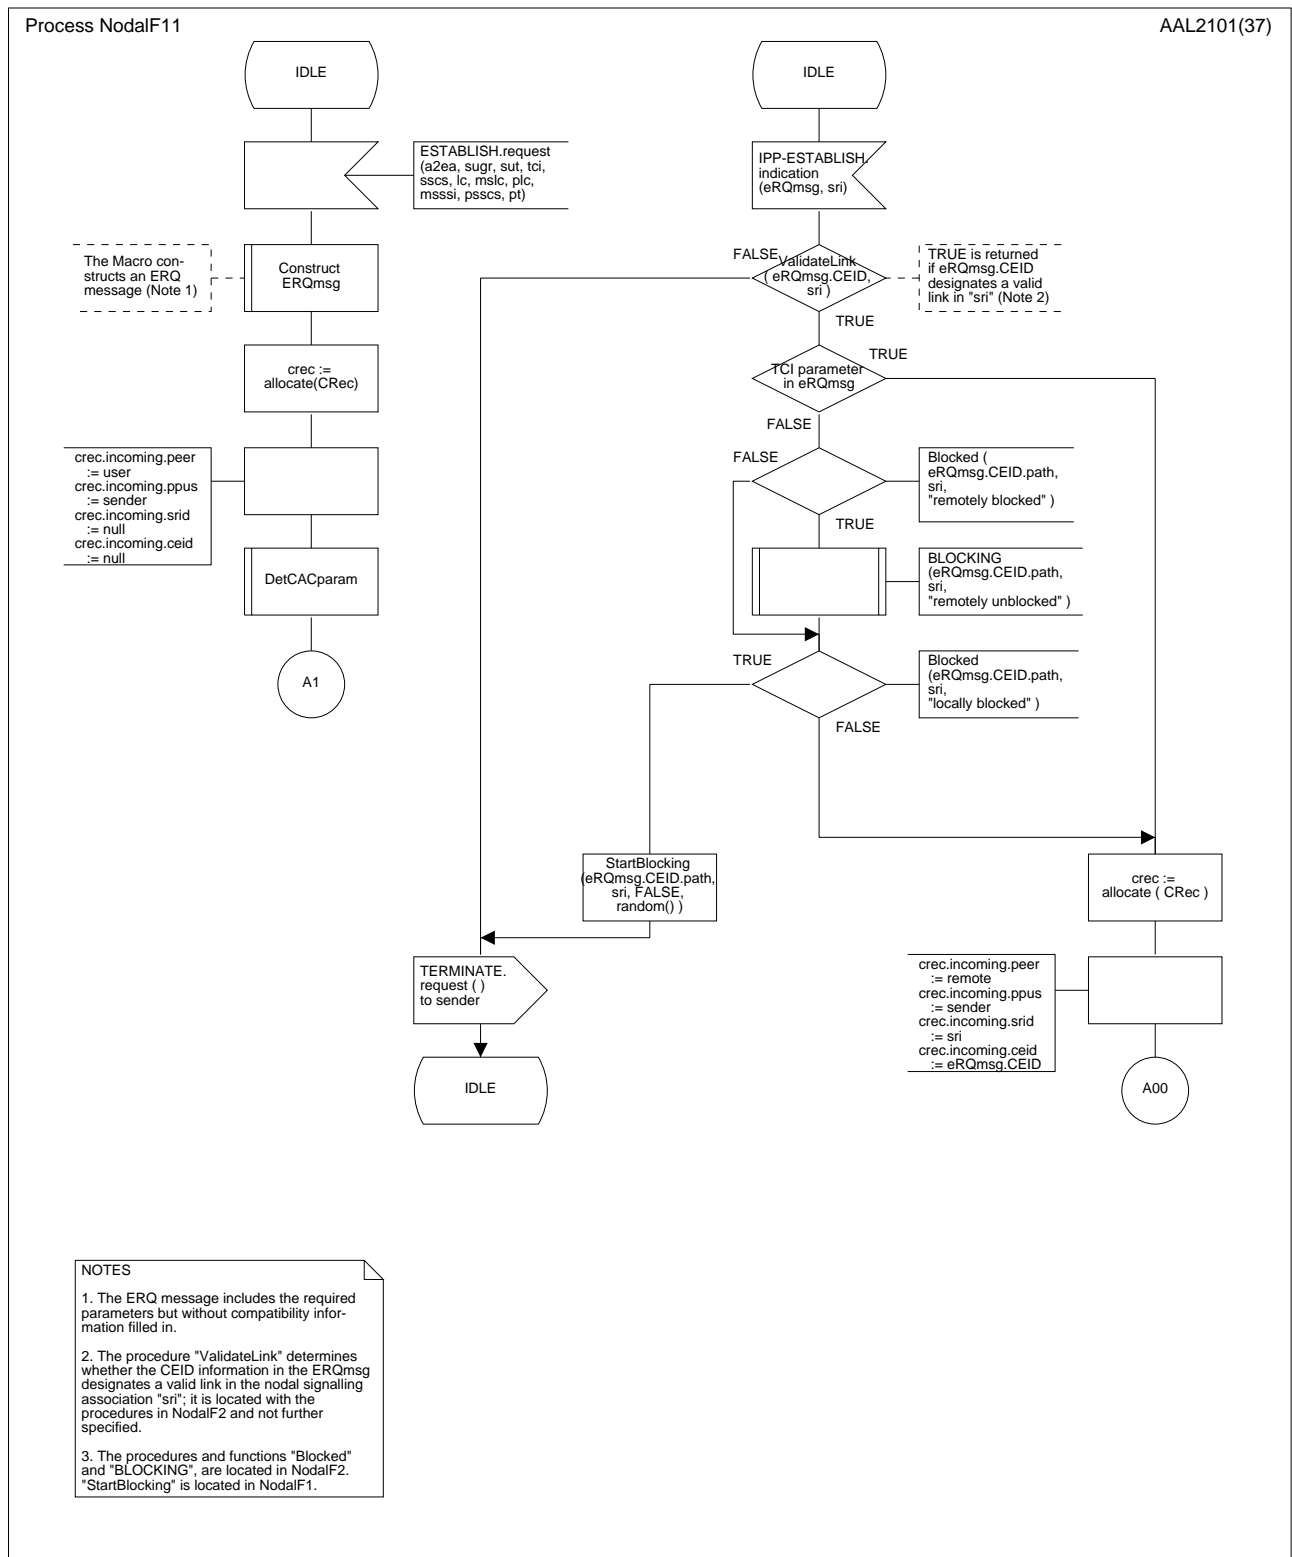 Process NodalF11
AAL2101(37)
IDLE
ESTABLISH.request
(a2ea, sugr, sut, tci,
sscs, lc, mslc, plc,
msssi, psscs, pt)
The Macro con-
structs an ERQ
message (Note 1)
Construct
ERQmsg
crec :=
allocate(CRec)
crec.incoming.peer
:= user
crec.incoming.ppus
:= sender
crec.incoming.srid
:= null
crec.incoming.ceid
:= null
DetCACparam
A1
IDLE
IPP-ESTABLISH.
indication
(eRQmsg, sri)
FALSE
ValidateLink
( eRQmsg.CEID,
sri )
TRUE is returned
if eRQmsg.CEID
designates a valid
link in "sri" (Note 2)
TRUE
TRUE
TCI parameter
in eRQmsg
FALSE
FALSE
Blocked (
eRQmsg.CEID.path,
sri,
"remotely blocked" )
TRUE
BLOCKING
(eRQmsg.CEID.path,
sri,
"remotely unblocked" )
TRUE
Blocked
(eRQmsg.CEID.path,
sri,
"locally blocked" )
FALSE
StartBlocking
(eRQmsg.CEID.path,
sri, FALSE,
random() )
crec :=
allocate ( CRec )
TERMINATE.
request ( )
to sender
crec.incoming.peer
:= remote
crec.incoming.ppus
:= sender
crec.incoming.srid
:= sri
crec.incoming.ceid
:= eRQmsg.CEID
IDLE
A00
NOTES
1. The ERQ message includes the required
parameters but without compatibility infor-
mation filled in.
2. The procedure "ValidateLink" determines
whether the CEID information in the ERQmsg
designates a valid link in the nodal signalling
association "sri"; it is located with the
procedures in NodalF2 and not further
specified.
3. The procedures and functions "Blocked"
and "BLOCKING", are located in NodalF2.
"StartBlocking" is located in NodalF1.